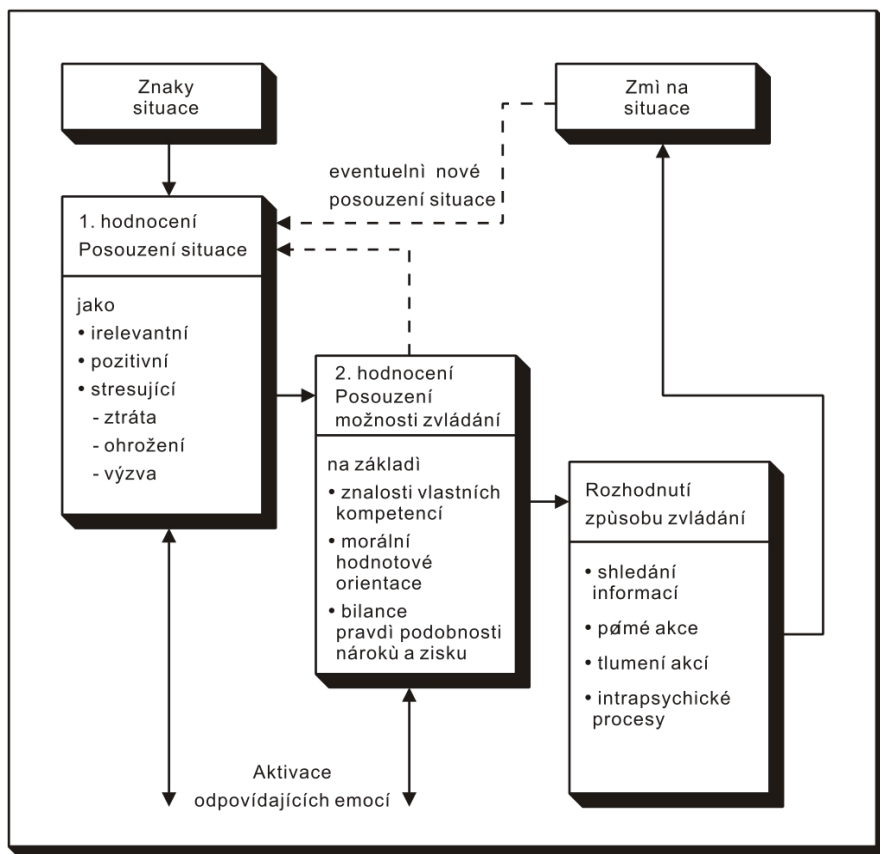 Znaky
situace
Zmì na
situace
eventuelnì nové
posouzení situace
1. hodnocení
Posouzení situace
jako
• irelevantní
• pozitivní
• stresující
- ztráta
- ohrožení
- výzva
2. hodnocení
Posouzení
možnosti zvládání
na základì
• znalosti vlastních
kompetencí
• morální
hodnotové
orientace
• bilance
pravdì podobnosti
nárokù a zisku
Rozhodnutí
zpùsobu zvládání
• shledání
informací
• pøímé akce
• tlumení akcí
• intrapsychické
procesy
Aktivace
odpovídajících emocí